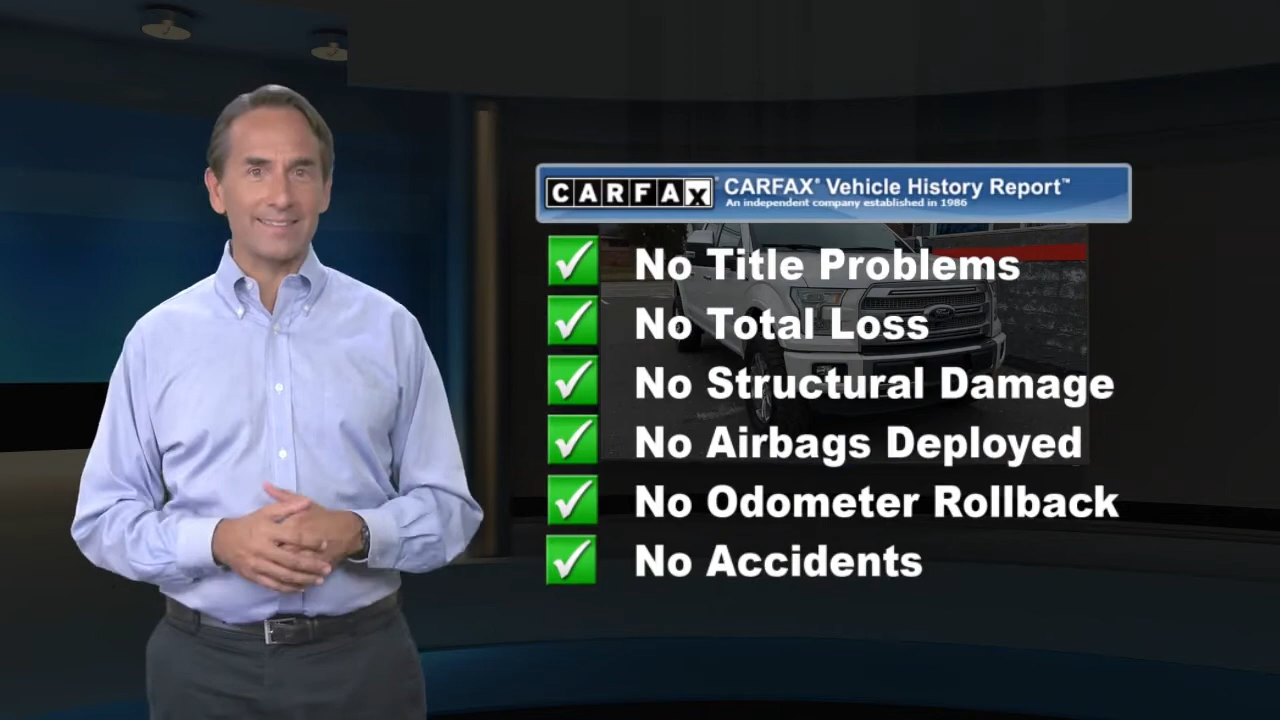 CARFAX
CARFAX® Vehicle History Report™
An independent company established in 1986
No Title Problems
No Total Loss
No Structural Damage
No Airbags Deployed
No Odometer Rollback
No Accidents